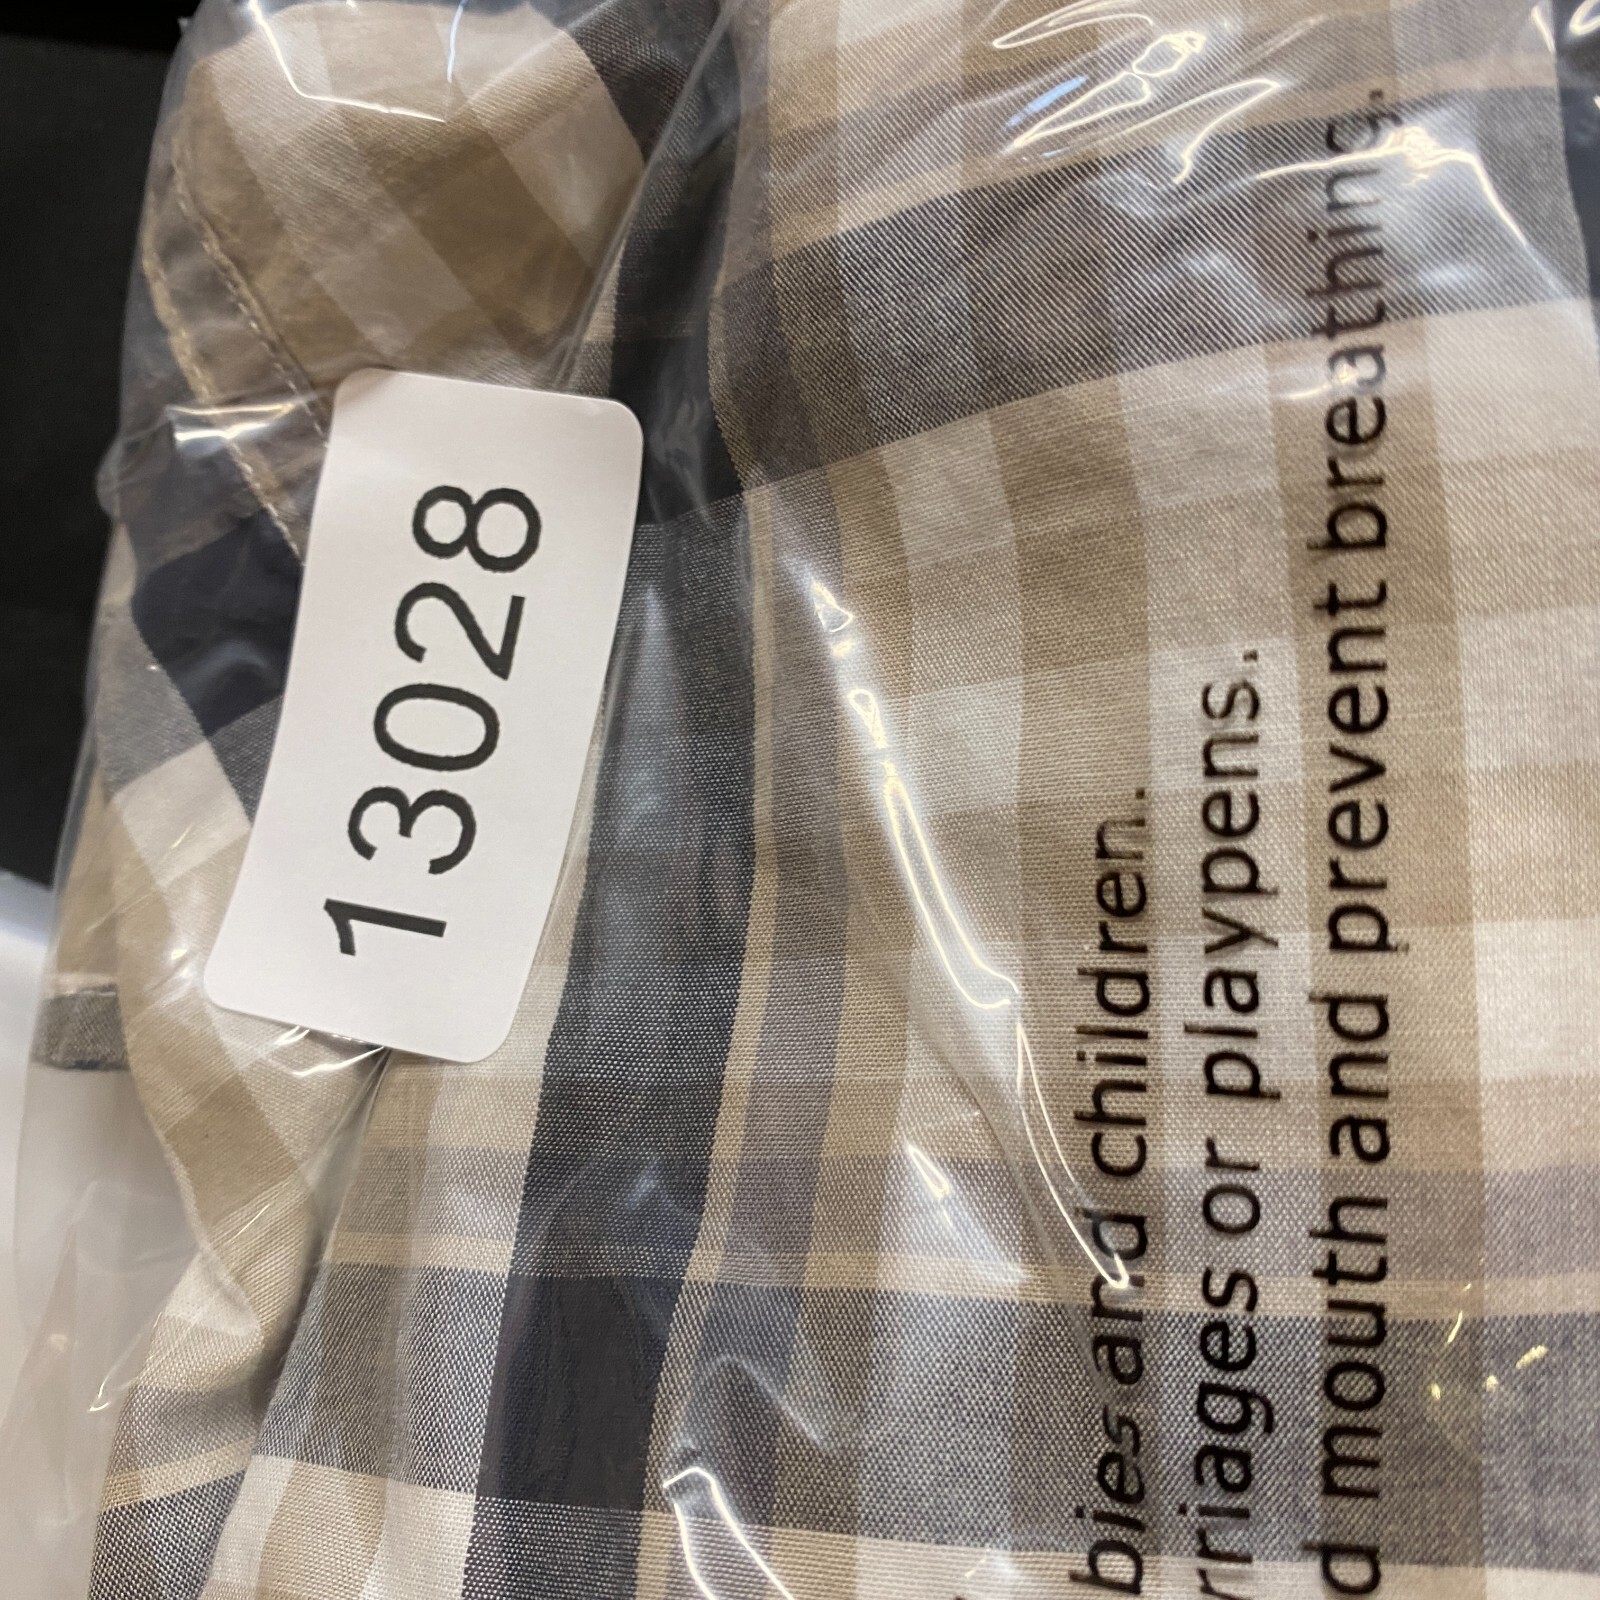 13028
bies and children.
rriages or playpens.
d mouth and prevent breathing.